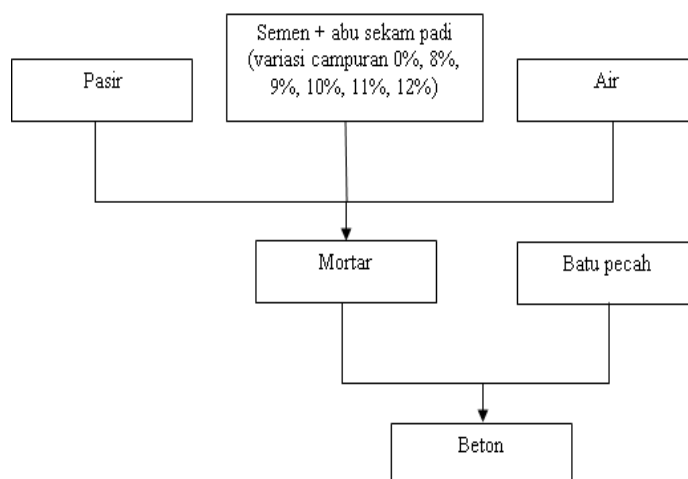 Pasir
Semen + abu sekam padi
(variasi campuran 0%, 8%,
9%, 10%, 11%, 12%)
Air
Mortar
Batu pecah
Beton